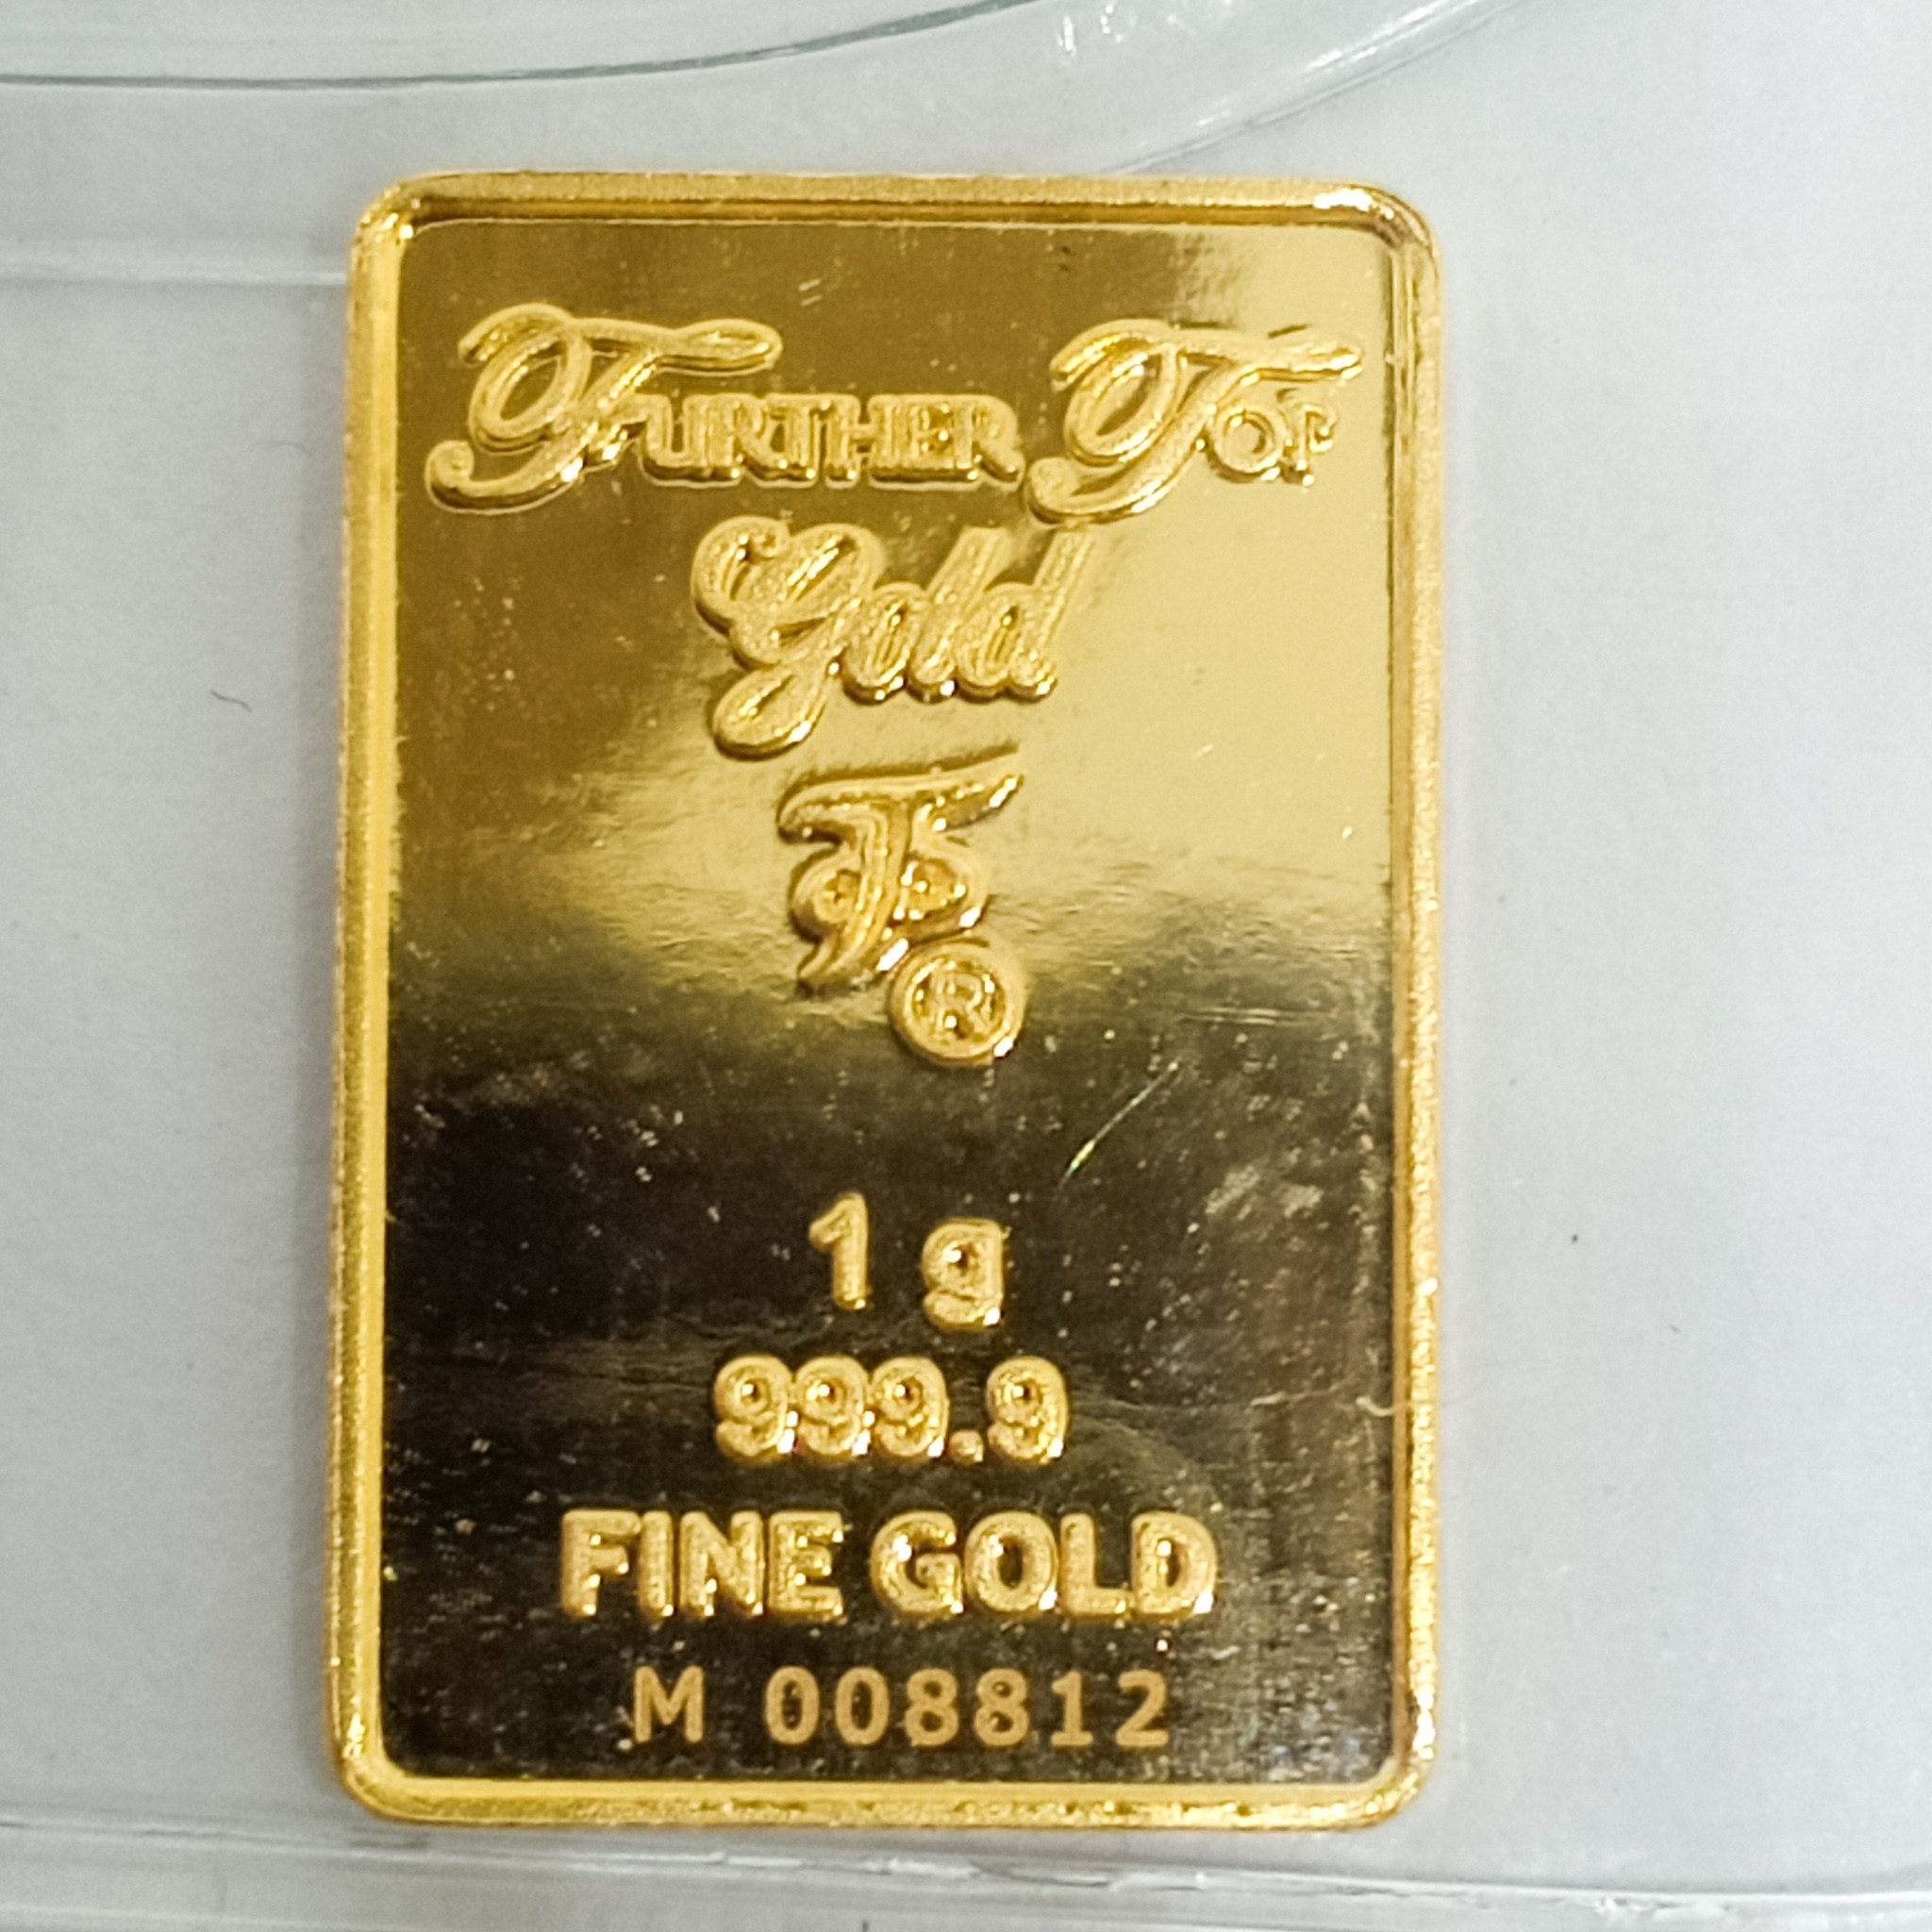 FURTHER TOP
Gold
®
1 g
999.9
FINE GOLD
M 008812